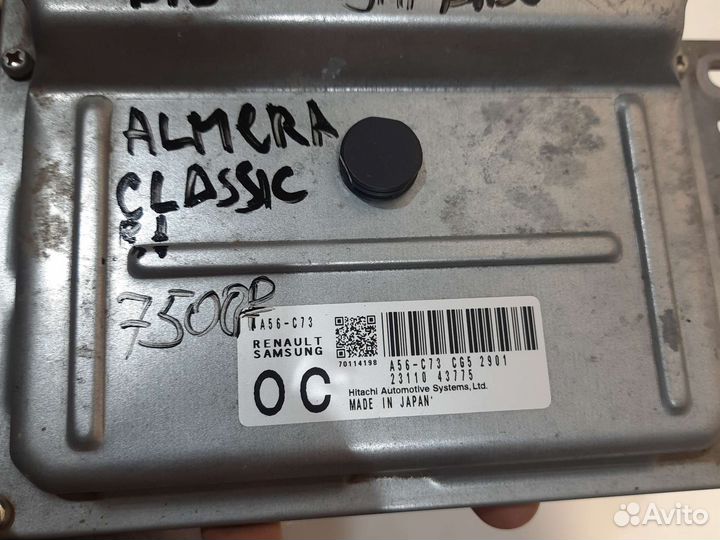 ALMERA
CLASSIC
7500P
A56-C73
RENAULT
SAMSUNG
OC
70114198
A56-C73 CG5 2901
23110 43775
Hitachi Automotive Systems, Ltd.
MADE IN JAPAN
Avito